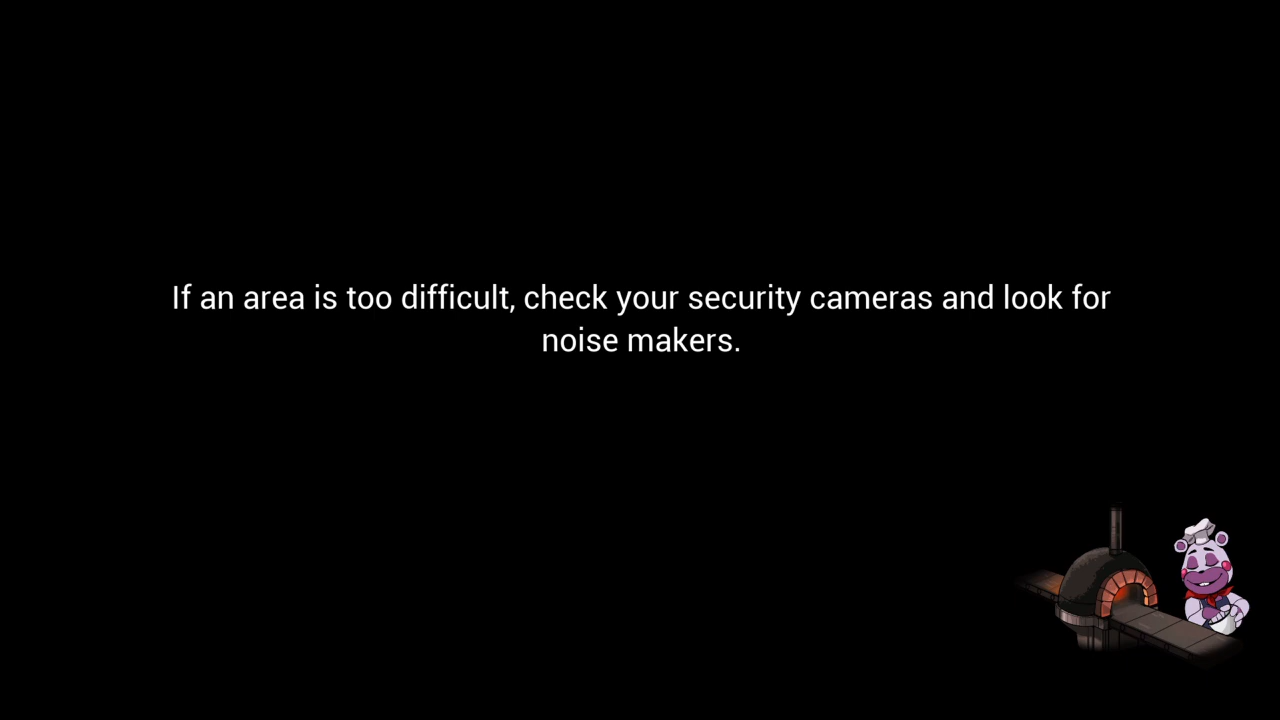 If an area is too difficult, check your security cameras and look for
noise makers.